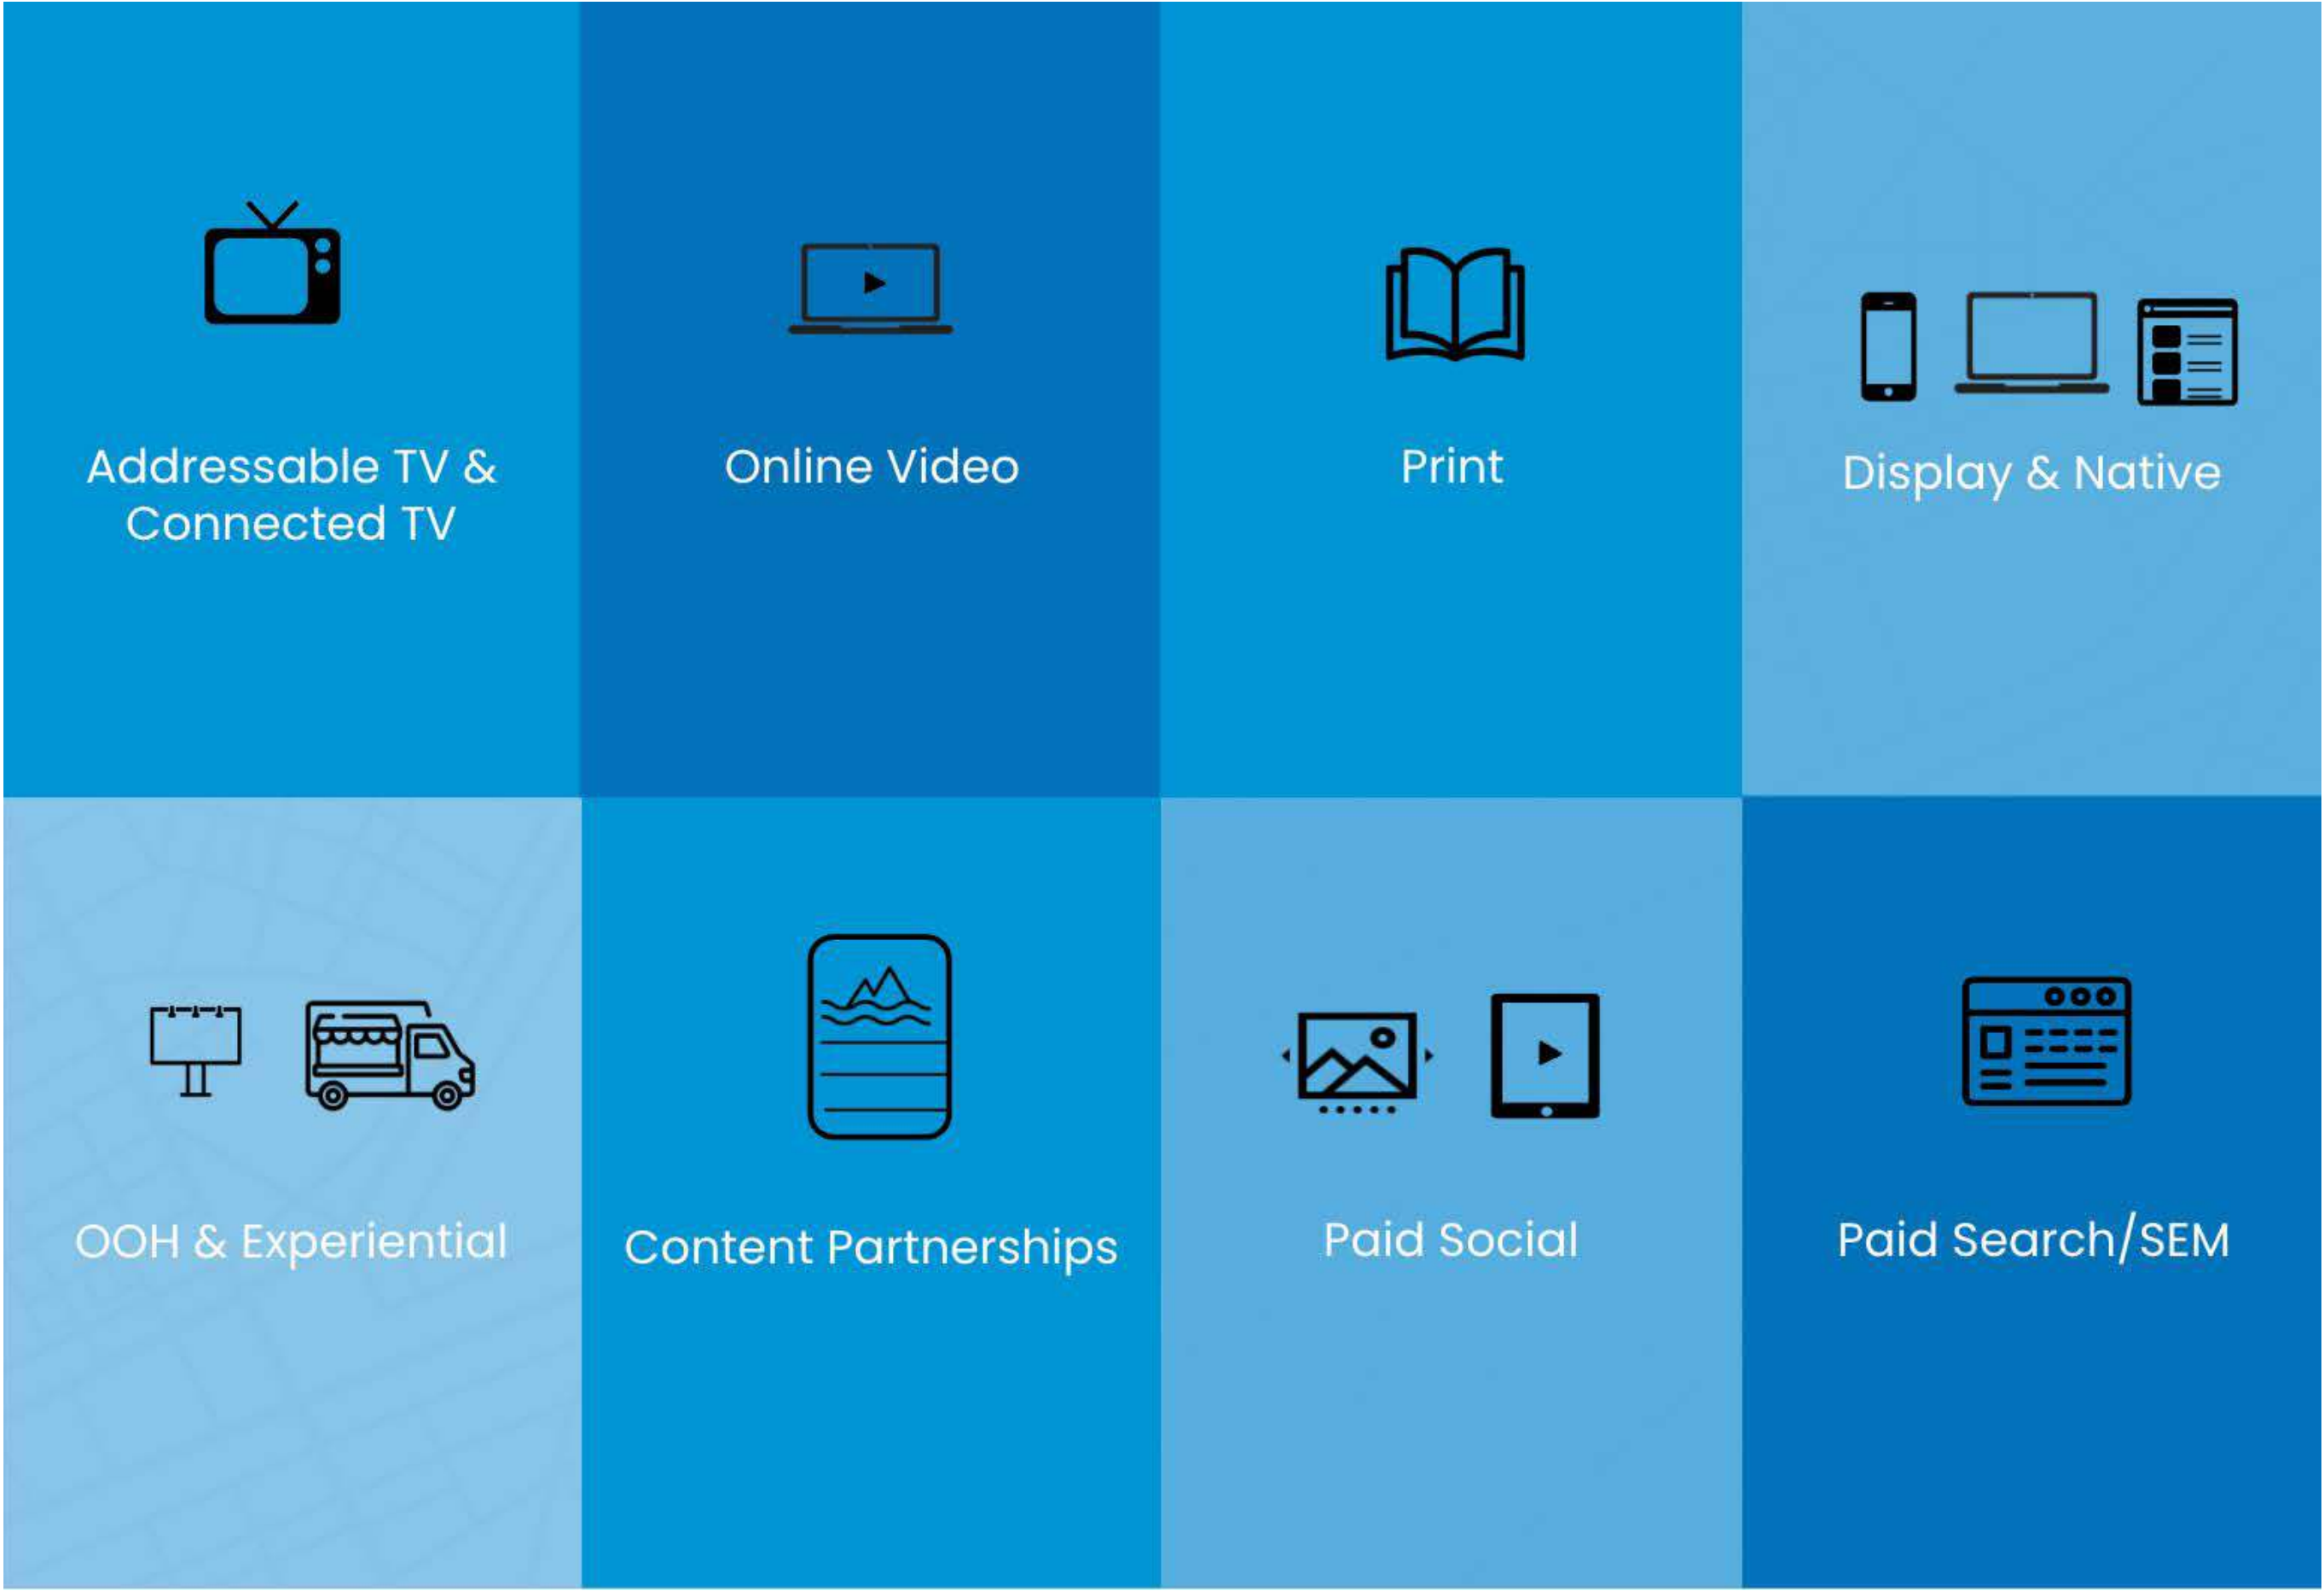 Addressable TV &
Connected TV
Online Video
Print
Display & Native
OOH & Experiential
Content Partnerships
Paid Social
Paid Search/SEM